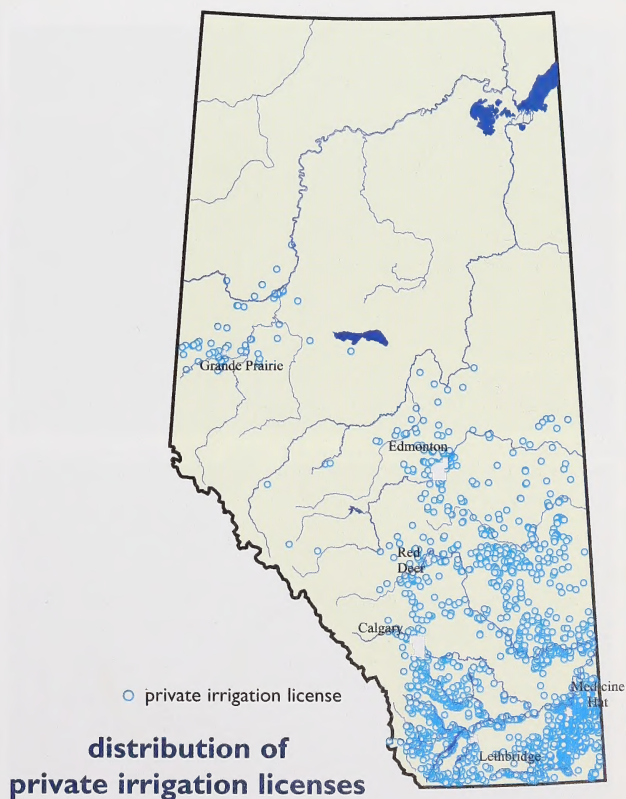 Grande Prairie
Edmonton
Red
Deer
Calgary
Medicine
Hat
Lethbridge
private irrigation license
distribution of
private irrigation licenses